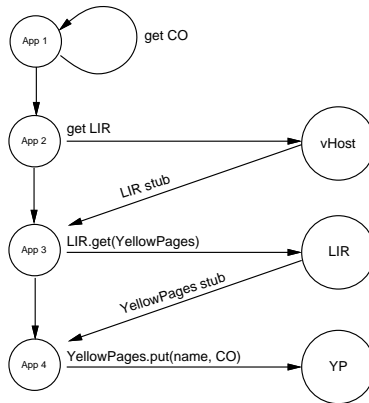 App 1
get CO
get LIR
App 2
vHost
LIR stub
LIR.get(YellowPages)
App 3
LIR
YellowPages stub
YellowPages.put(name, CO)
App 4
YP